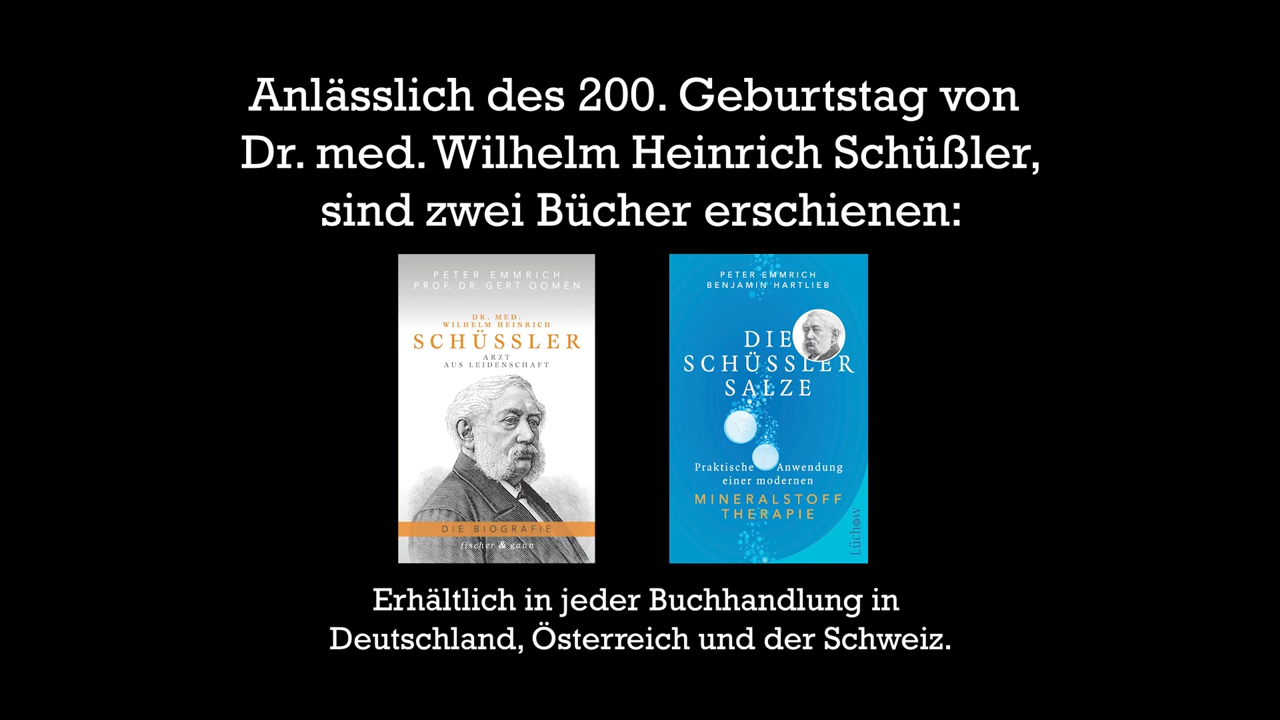 Anlässlich des 200. Geburtstag von
Dr. med. Wilhelm Heinrich Schüßler,
sind zwei Bücher erschienen:
PETER EMMRICH
PROF. DR. GERT OOMEN
DR. MED.
WILHELM HEINRICH
SCHÜSSLER
ARZT
AUS LEIDENSCHAFT
DIE BIOGRAFIE
fischer & gann
PETER EMMRICH
BENJAMIN HARTLIEB
DIE
SCHÜSSLER
SALZE
Praktische Anwendung
einer modernen
MINERALSTOFF
THERAPIE
Lüchow
Erhältlich in jeder Buchhandlung in
Deutschland, Österreich und der Schweiz.